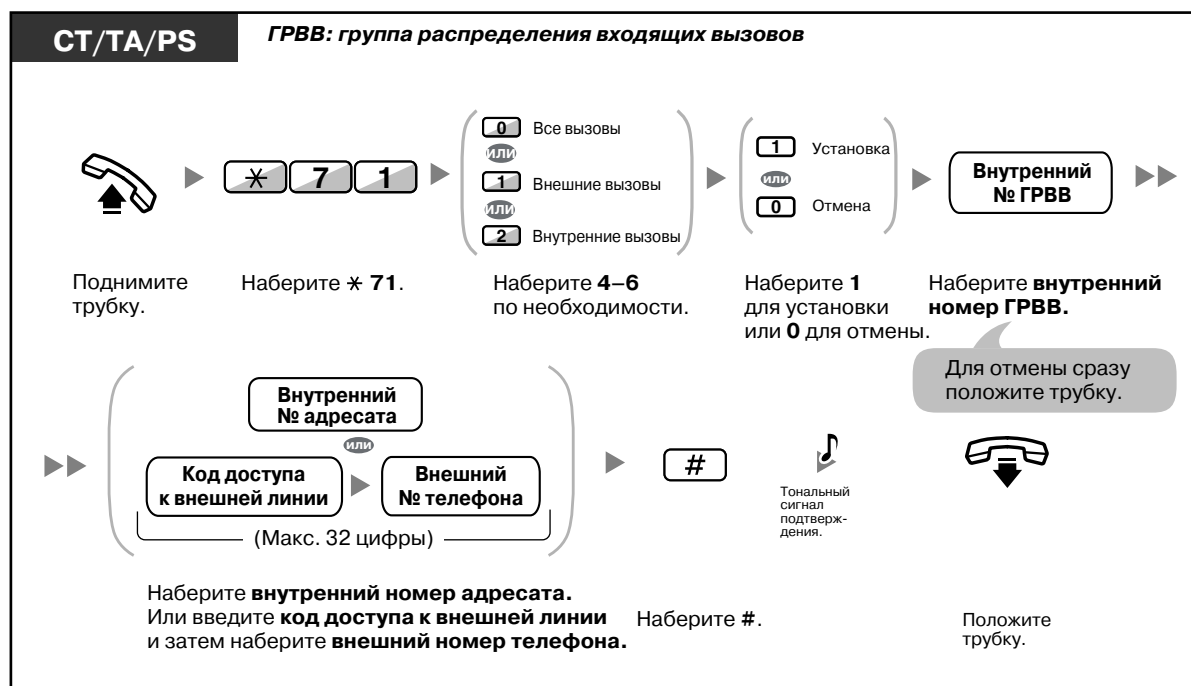 CT/TA/PS
ГРВВ: группа распределения входящих вызовов
0 Все вызовы
или
1 Внешние вызовы
или
2 Внутренние вызовы
1 Установка
или
0 Отмена
Внутренний
№ ГРВВ
* 7 1
Поднимите
трубку.
Наберите * 71.
Наберите 4–6
по необходимости.
Наберите 1
для установки
или 0 для отмены.
Наберите внутренний
номер ГРВВ.
Для отмены сразу
положите трубку.
Внутренний
№ адресата
или
Код доступа
к внешней линии
Внешний
№ телефона
(Макс. 32 цифры)
#
Тональный
сигнал
подтверж-
дения.
Наберите внутренний номер адресата.
Или введите код доступа к внешней линии
и затем наберите внешний номер телефона.
Наберите #.
Положите
трубку.